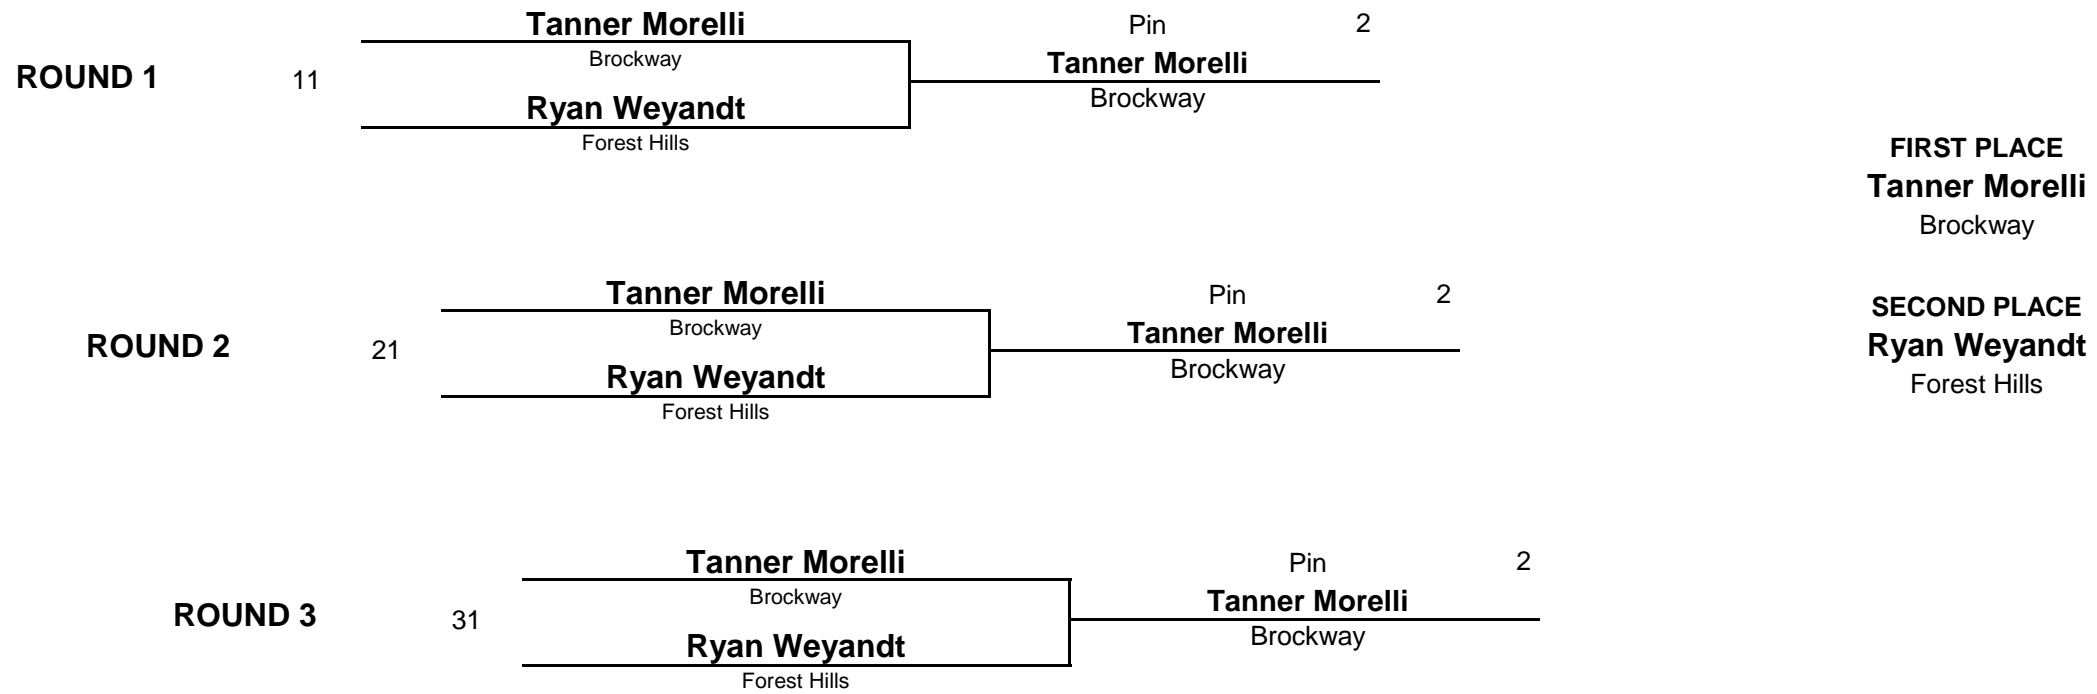 Tanner Morelli
Pin 2
Brockway
Tanner Morelli
ROUND 1 11
Brockway
Ryan Weyandt
Forest Hills
FIRST PLACE
Tanner Morelli
Brockway
Tanner Morelli
Pin 2
Brockway
Tanner Morelli
ROUND 2 21
Brockway
Ryan Weyandt
Forest Hills
SECOND PLACE
Ryan Weyandt
Forest Hills
Tanner Morelli
Pin 2
Brockway
Tanner Morelli
ROUND 3 31
Brockway
Ryan Weyandt
Forest Hills